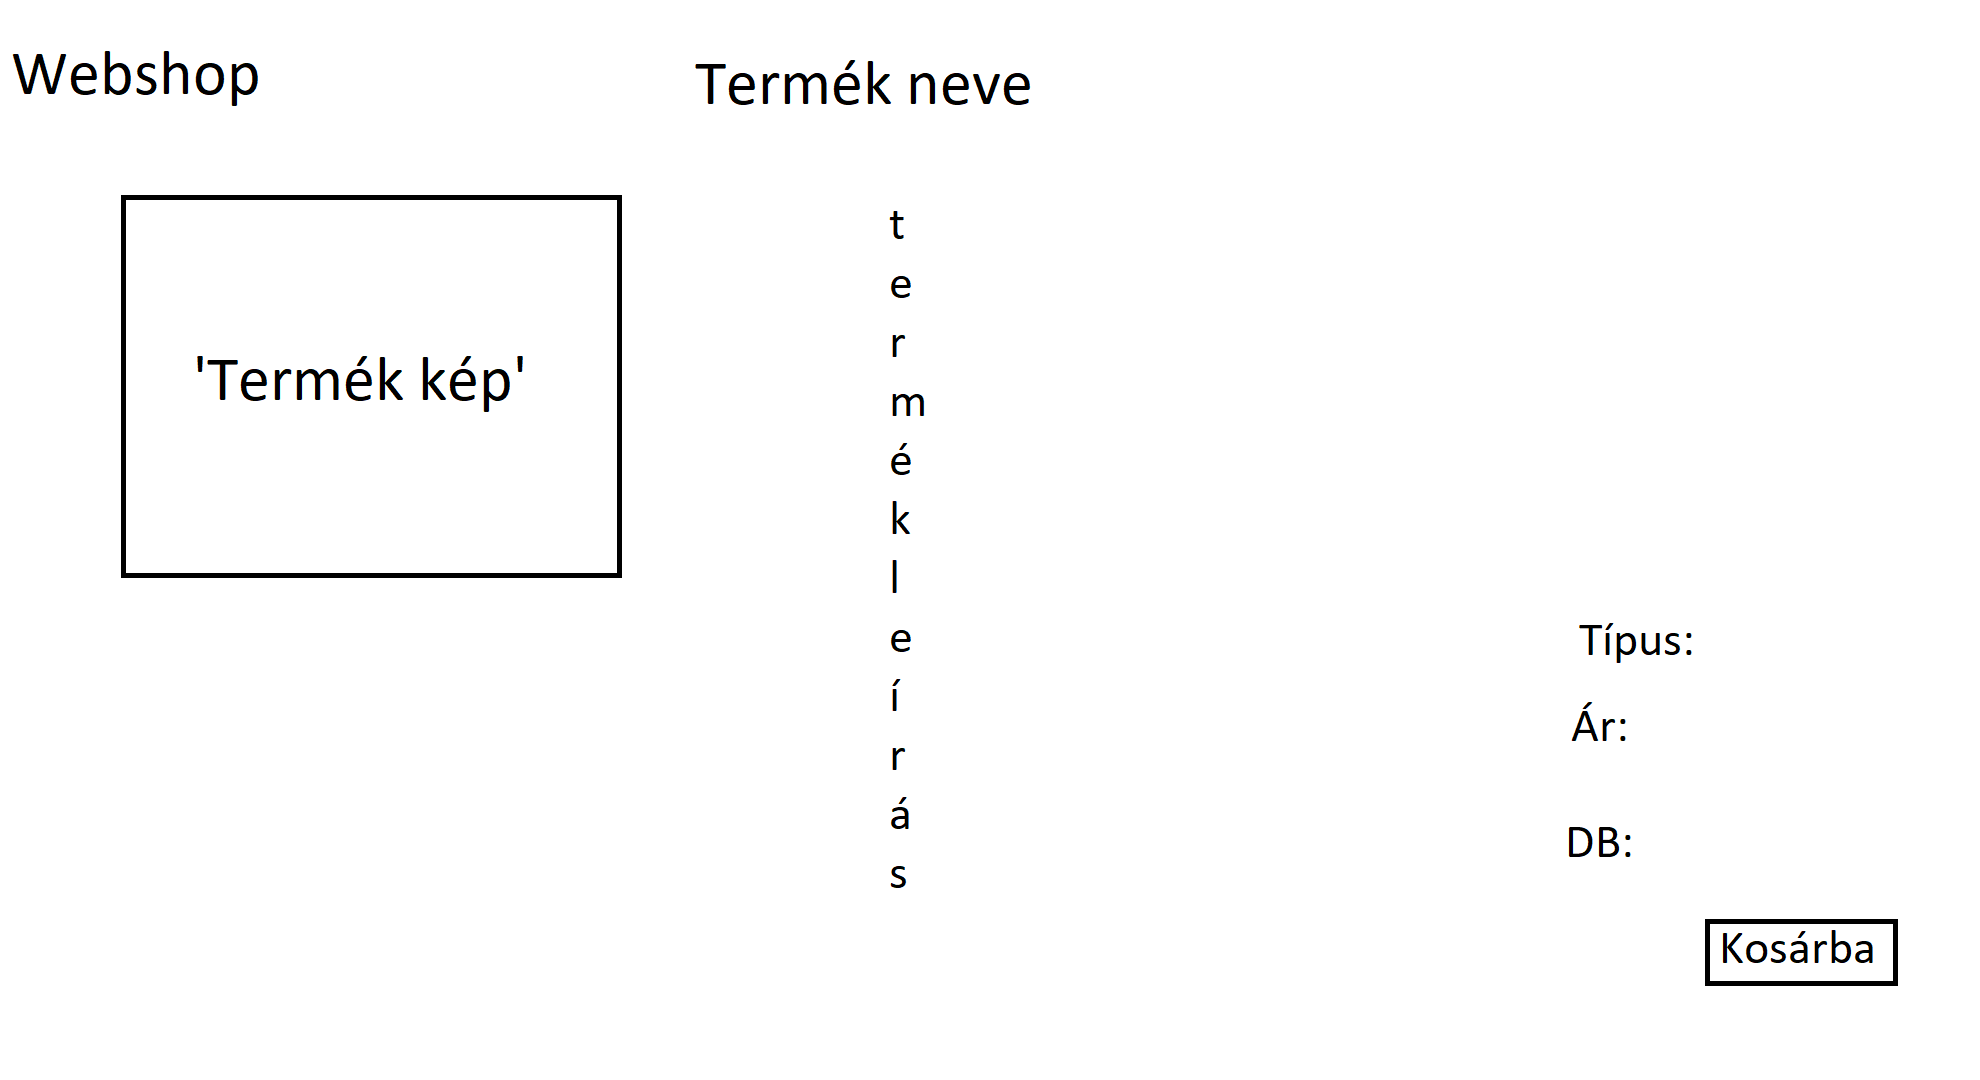 Webshop
Termék neve
'Termék kép'
t
e
r
m
é
k
l
e
í
r
á
s
Típus:
Ár:
DB:
Kosárba